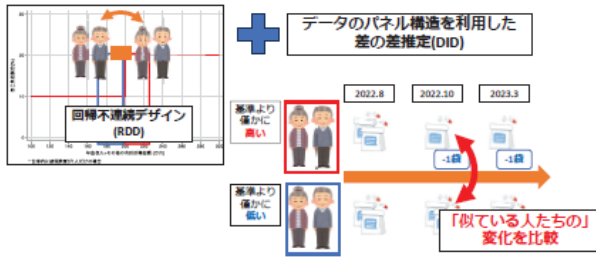 データのパネル構造を利用した
差の差推定(DID)
回帰不連続デザイン
(RDD)
2022.8
2022.10
2023.3
基準より
僅かに
高い
-1袋
-1袋
基準より
僅かに
低い
「似ている人たちの」
変化を比較